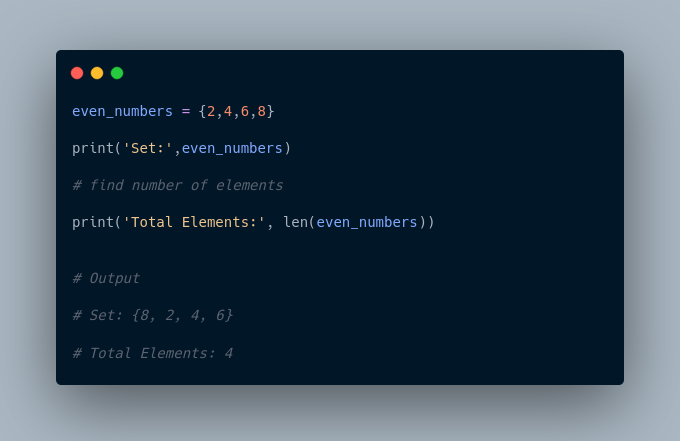 even_numbers = {2,4,6,8}
print('Set:',even_numbers)
# find number of elements
print('Total Elements:', len(even_numbers))
# Output
# Set: {8, 2, 4, 6}
# Total Elements: 4